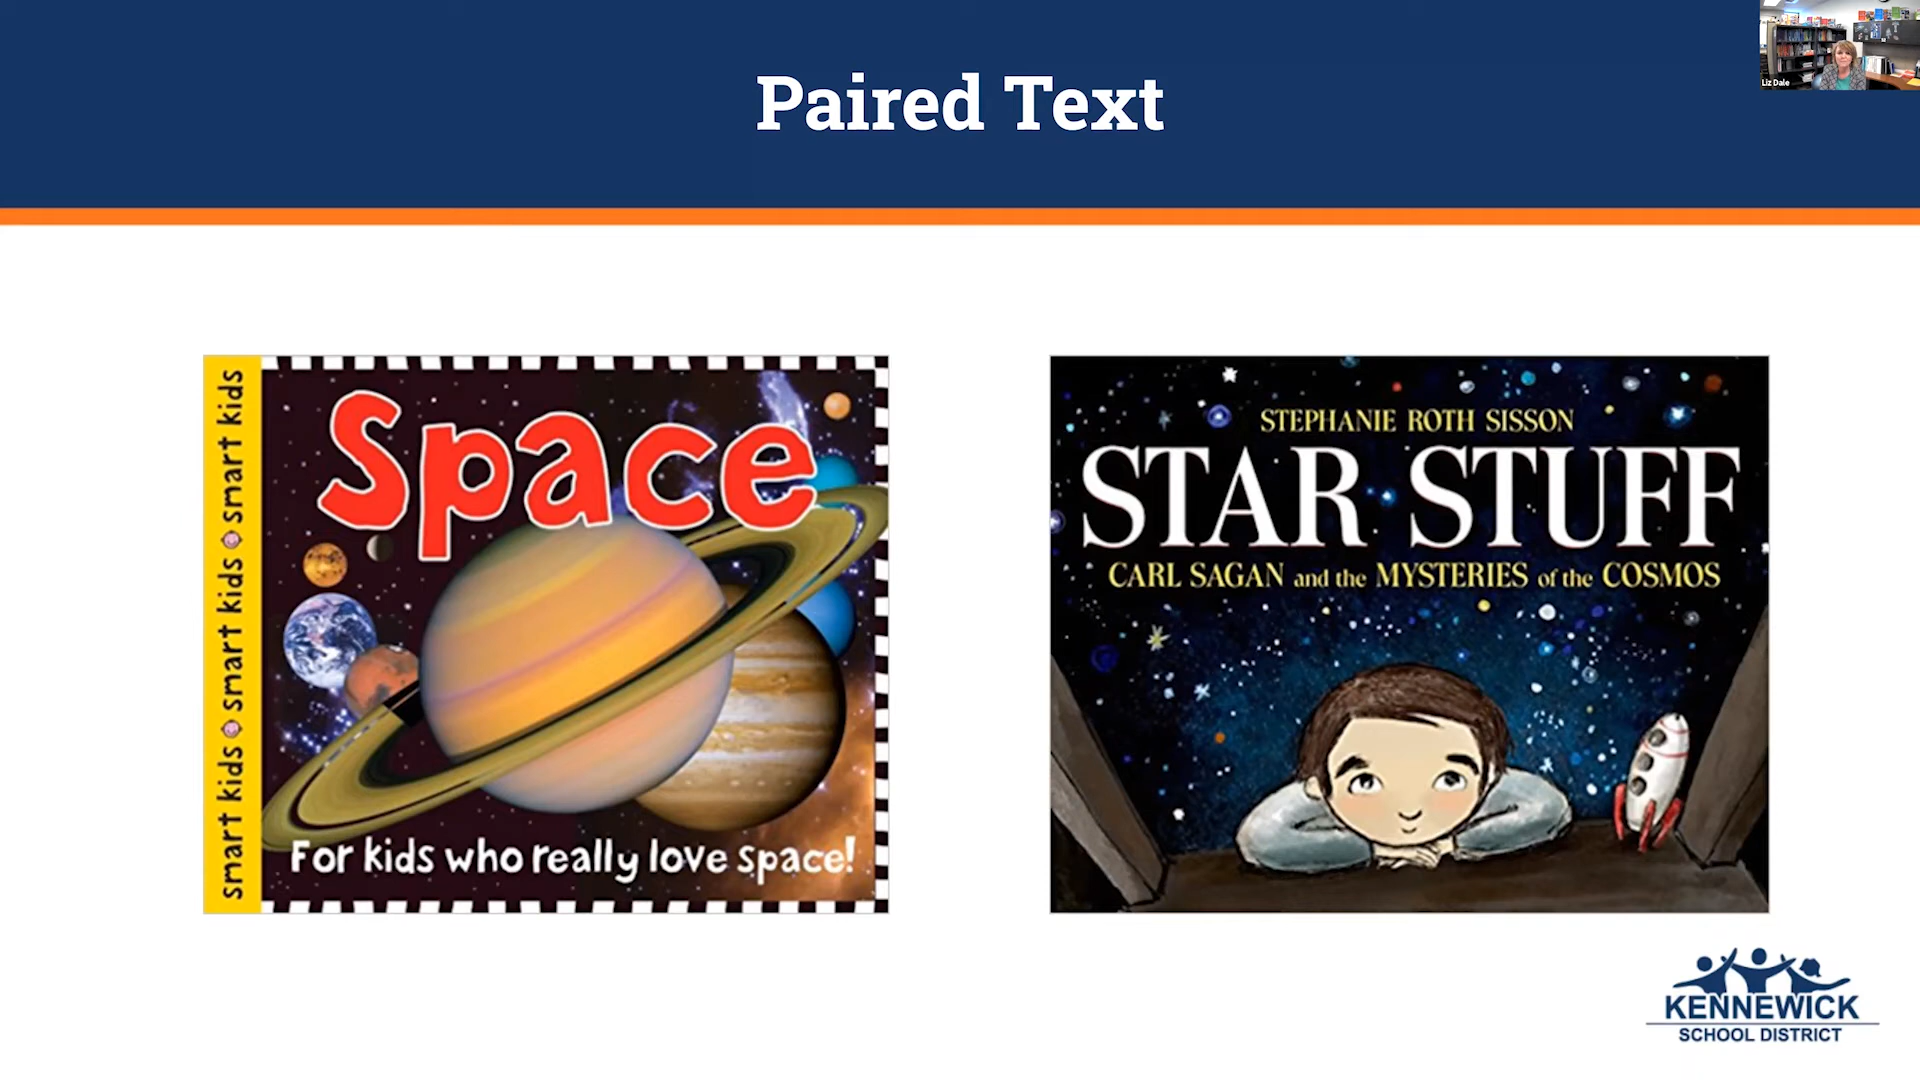 Paired Text
Liz Dale
smart kids smart kids smart kids
Space
For kids who really love space!
STEPHANIE ROTH SISSON
STAR STUFF
CARL SAGAN and the MYSTERIES of the COSMOS
KENNEWICK
SCHOOL DISTRICT